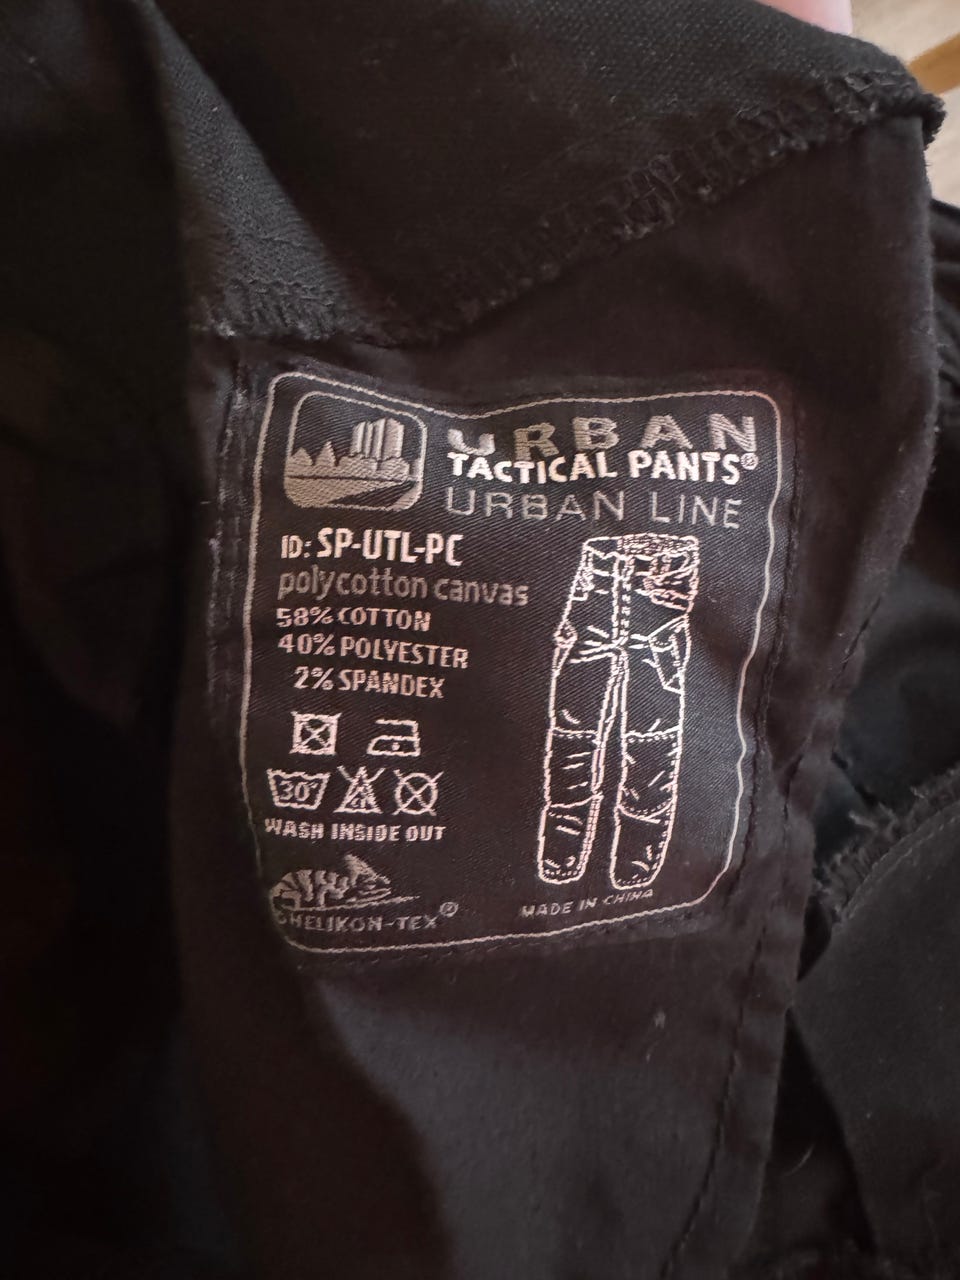 URBAN
TACTICAL PANTS®
URBAN LINE
ID: SP-UTL-PC
polycotton canvas
58% COTTON
40% POLYESTER
2% SPANDEX
30°
WASH INSIDE OUT
HELIKON-TEX®
MADE IN CHINA